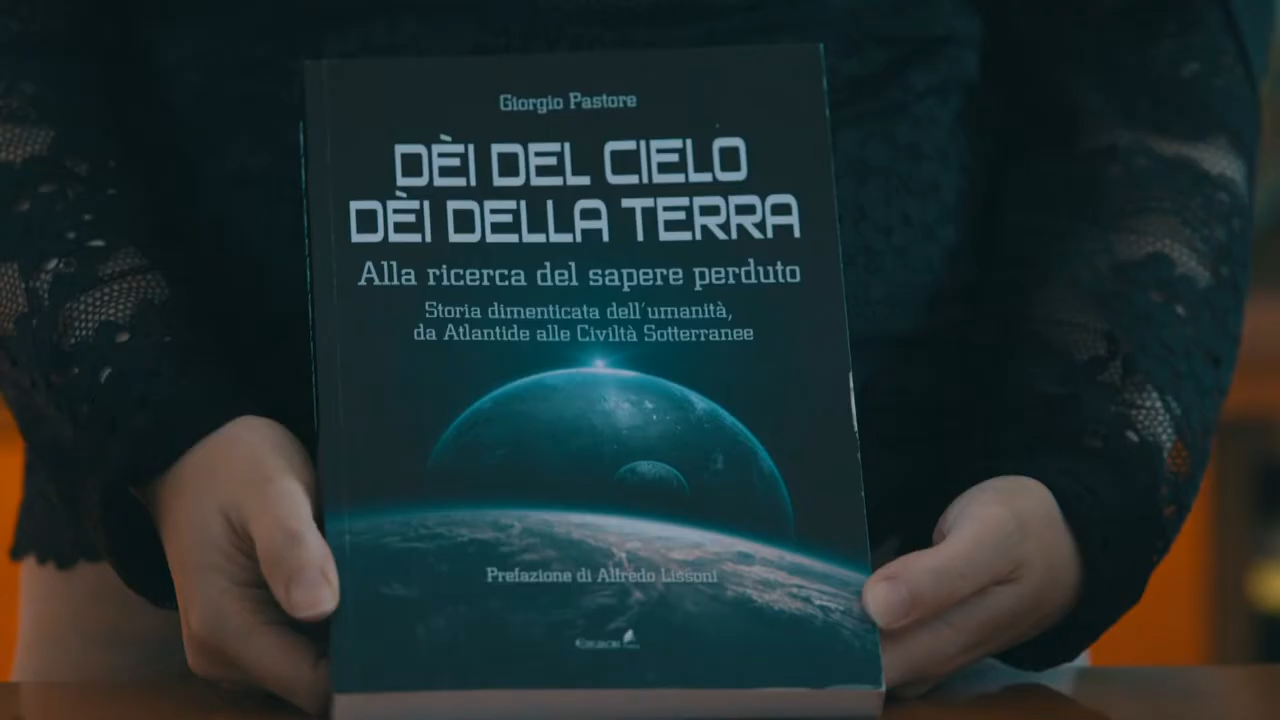 Giorgio Pastore
DÈI DEL CIELO
DÈI DELLA TERRA
Alla ricerca del sapere perduto
Storia dimenticata dell'umanità,
da Atlantide alle Civiltà Sotterranee
Prefazione di Alfredo Lissoni